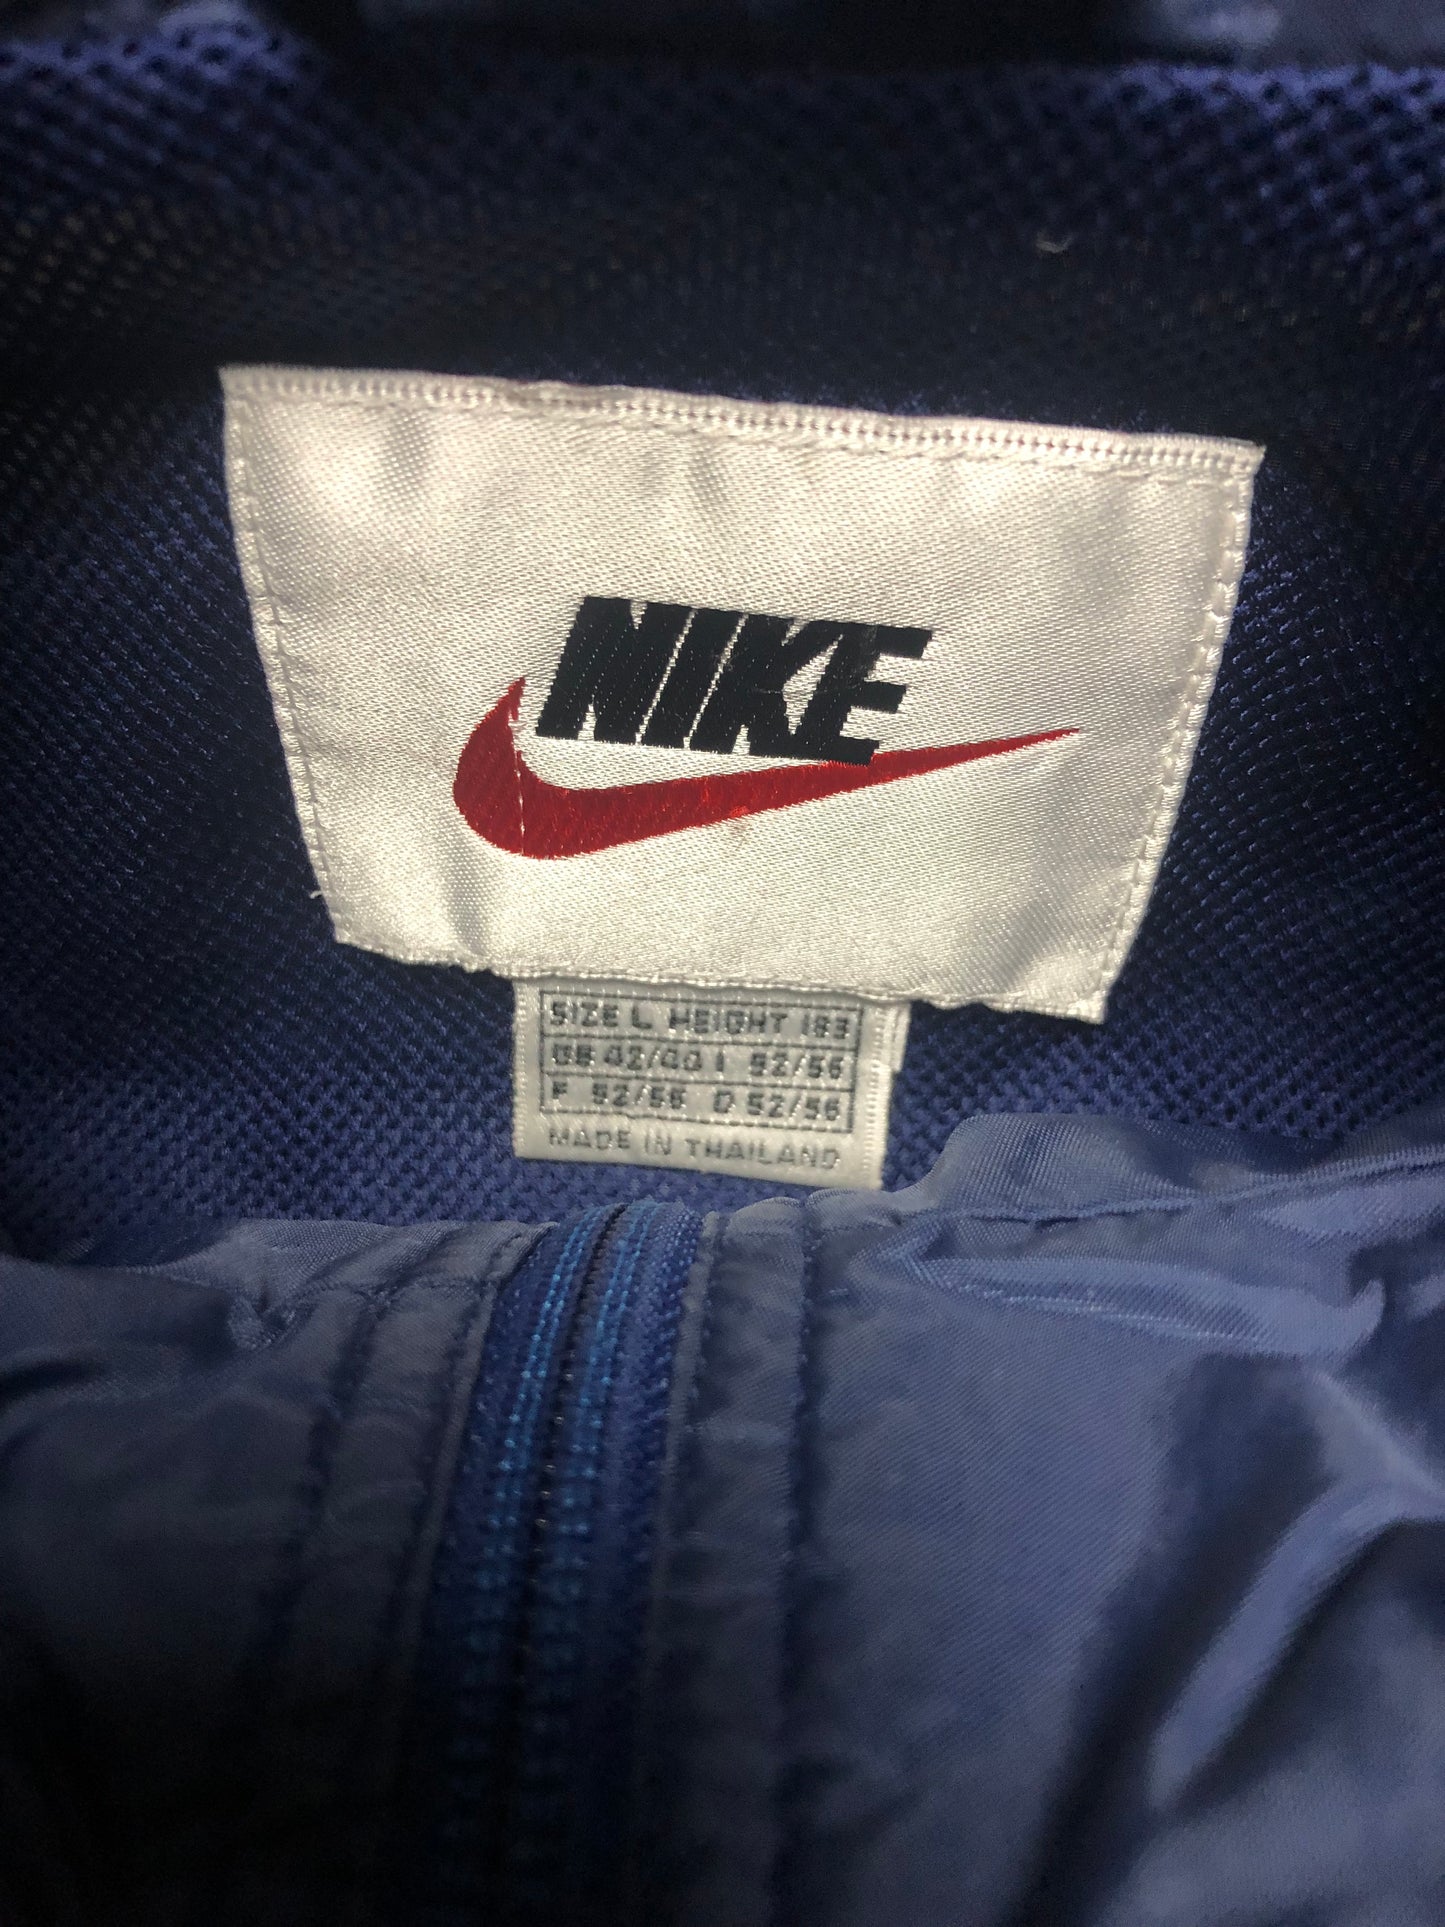 NIKE
SIZE L HEIGHT 183
GB 42/44 I 52/56
F 52/56 D 52/56
MADE IN THAILAND